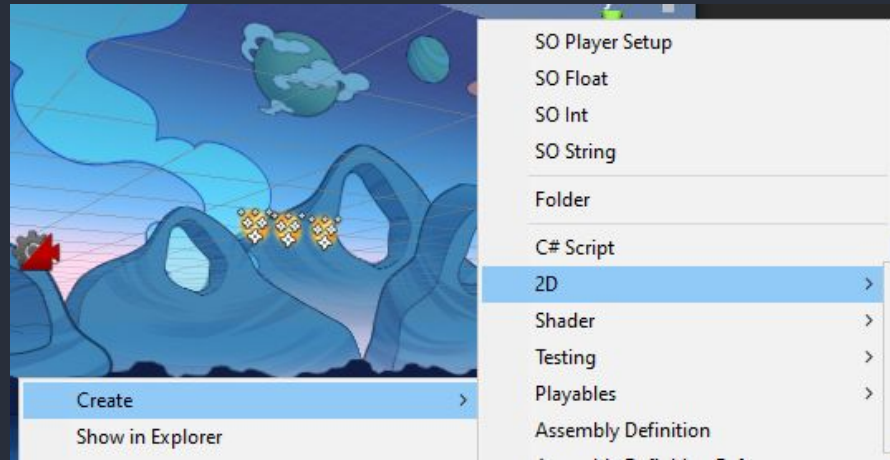 SO Player Setup
SO Float
SO Int
SO String
Folder
C# Script
2D
Shader
Testing
Playables
Assembly Definition
Create
Show in Explorer